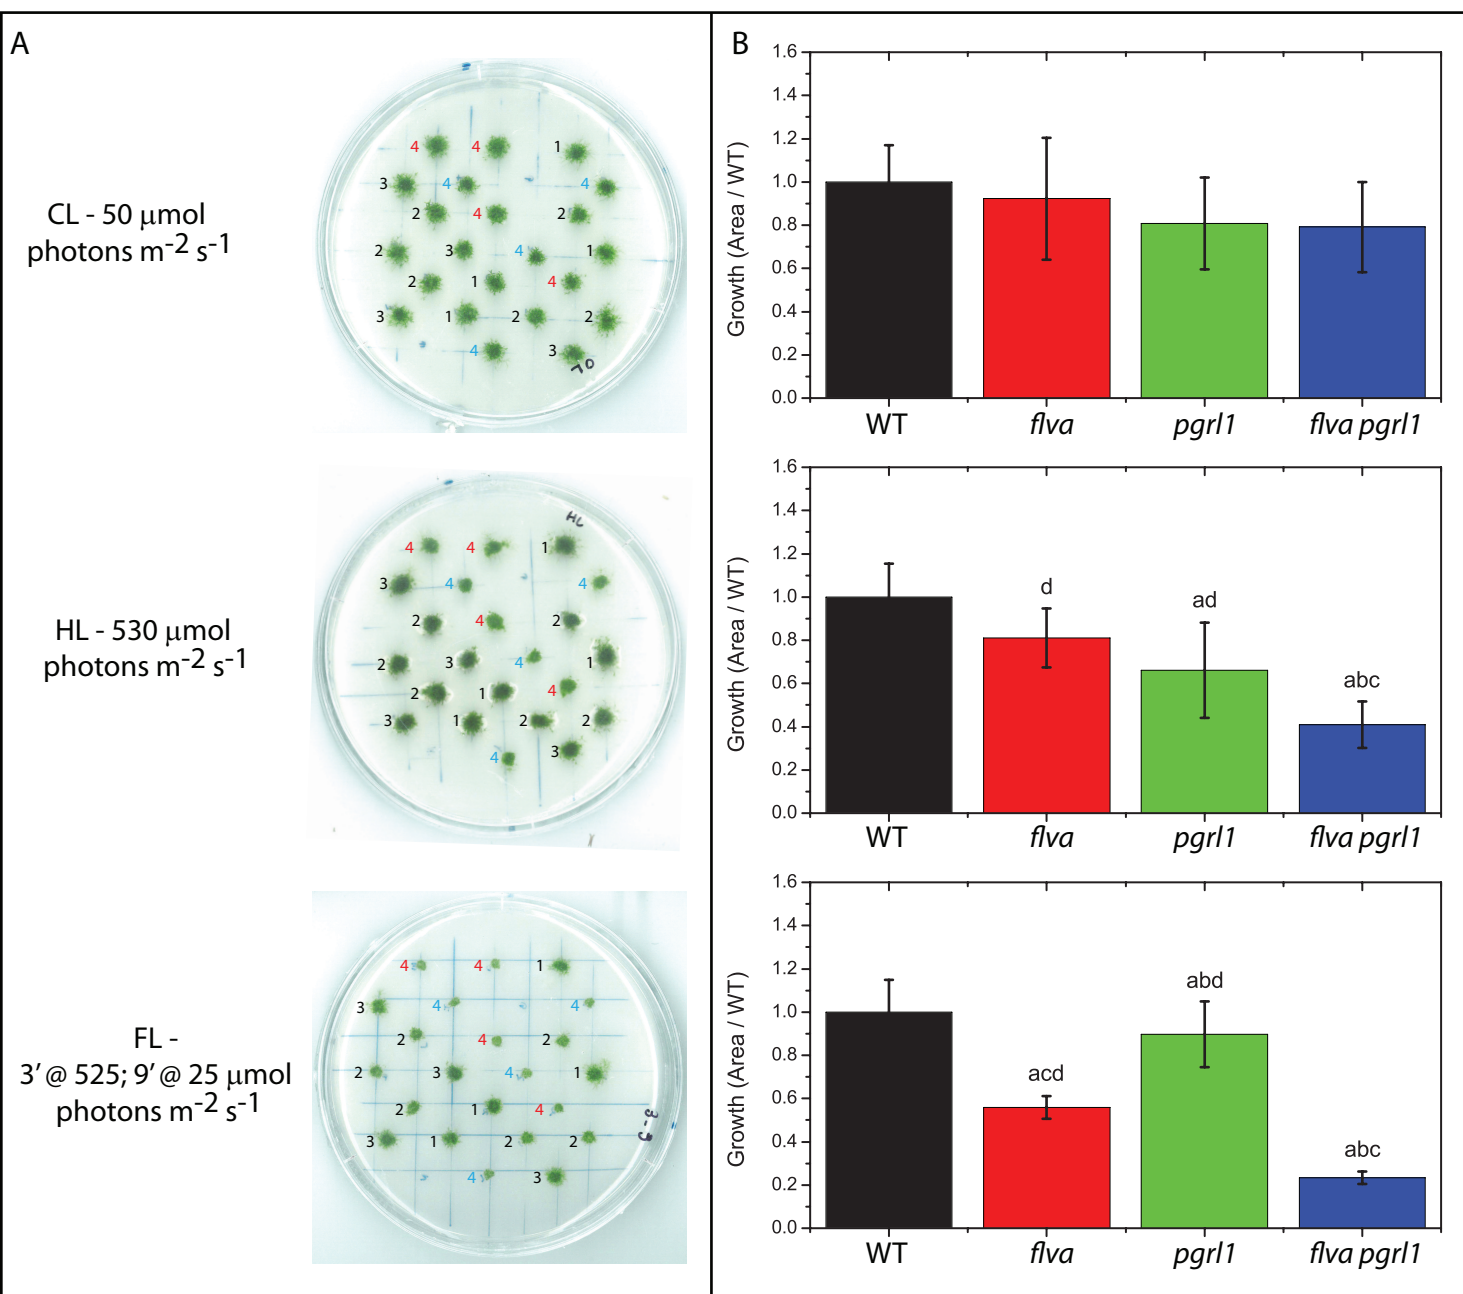 A
CL - 50 μmol
photons m-2 s-1
4 4 1
3 4 4
2 4 2
2 3 4 1
2 1 4
3 1 2 2
4 3
OL
HL - 530 μmol
photons m-2 s-1
HL
4 4 1
3 4 4
2 4 2
2 3 4 1
2 1 4
3 1 2 2
4 3
FL -
3′ @ 525; 9′ @ 25 μmol
photons m-2 s-1
4 4 1
3 4 4
2 4 2
2 3 4 1
2 1 4
3-9
3 1 2 2
4 3
B
Growth (Area / WT)
1.6
1.4
1.2
1.0
0.8
0.6
0.4
0.2
0.0
WT flva pgrl1 flva pgrl1
Growth (Area / WT)
1.6
1.4
1.2
1.0
0.8
0.6
0.4
0.2
0.0
d ad abc
WT flva pgrl1 flva pgrl1
Growth (Area / WT)
1.6
1.4
1.2
1.0
0.8
0.6
0.4
0.2
0.0
acd abd abc
WT flva pgrl1 flva pgrl1